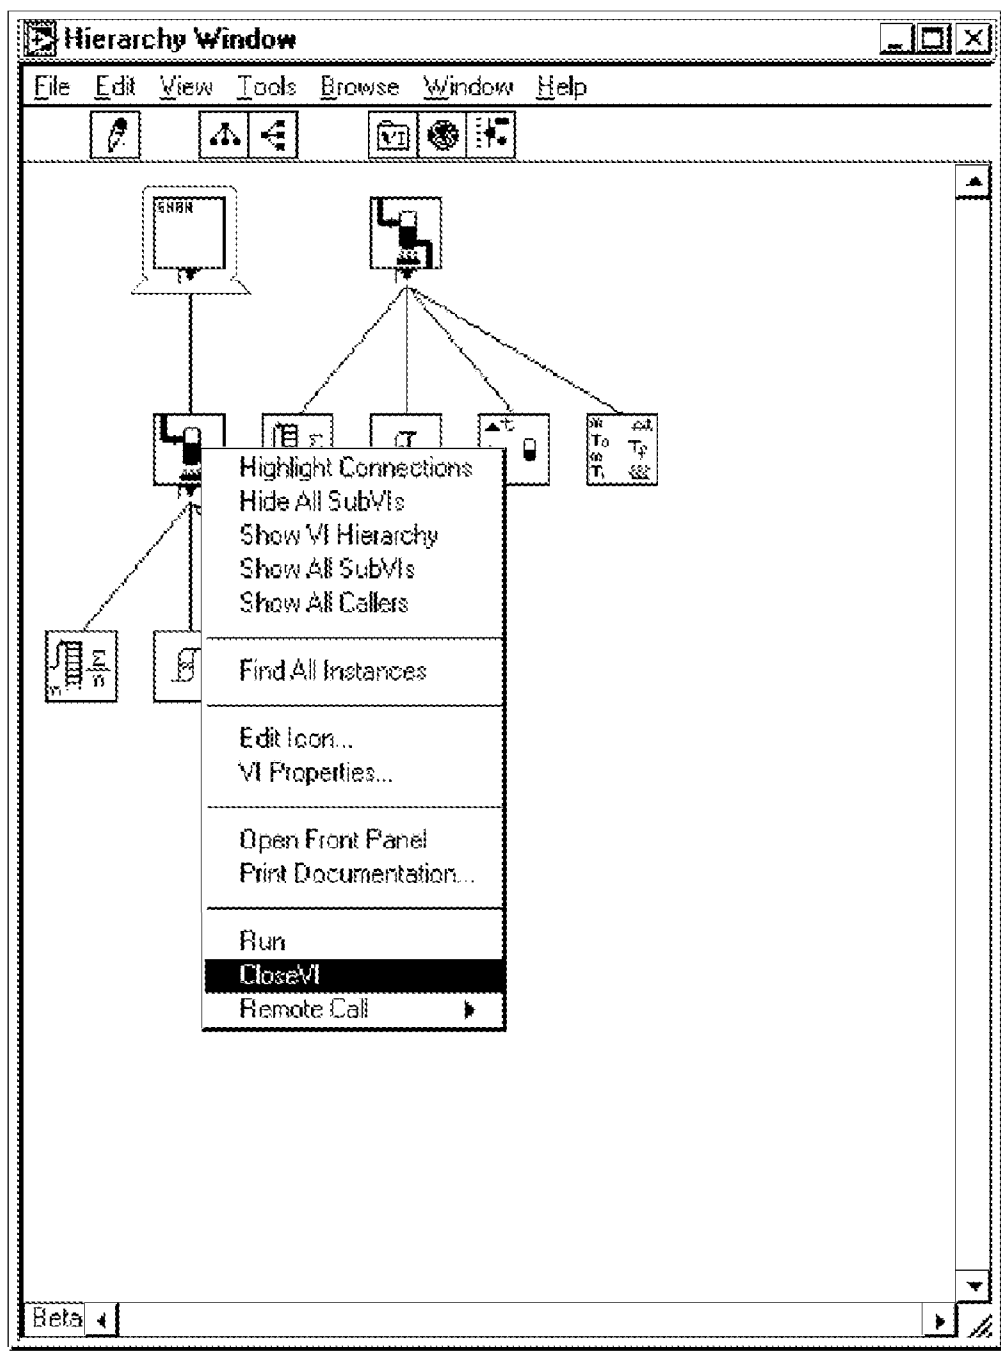 Hierarchy Window
File Edit View Tools Browse Window Help
VI
Highlight Connections
Hide All SubVIs
Show VI Hierarchy
Show All SubVIs
Show All Callers
Find All Instances
Edit Icon...
VI Properties...
Open Front Panel
Print Documentation...
Run
CloseVI
Remote Call
Beta